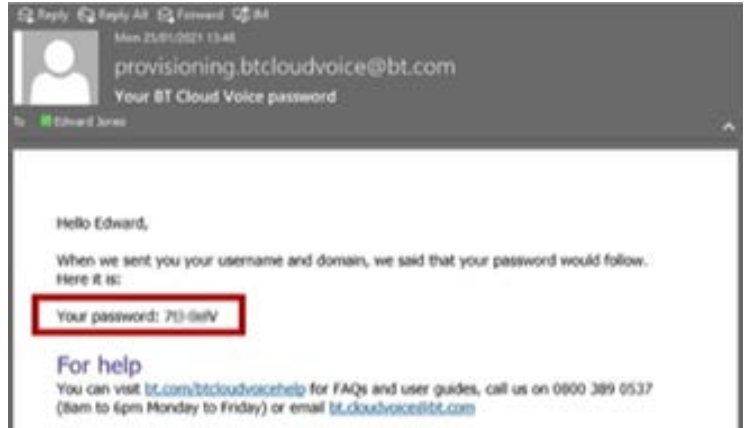 Reply Reply All Forward IM
Mon 25/01/2021 13:48
provisioning.btcloudvoice@bt.com
Your BT Cloud Voice password
To Edward Jones
Hello Edward,
When we sent you your username and domain, we said that your password would follow.
Here it is:
Your password:
For help
You can visit bt.com/btcloudvoicehelp for FAQs and user guides, call us on 0800 389 0537
(8am to 6pm Monday to Friday) or email bt.cloudvoice@bt.com